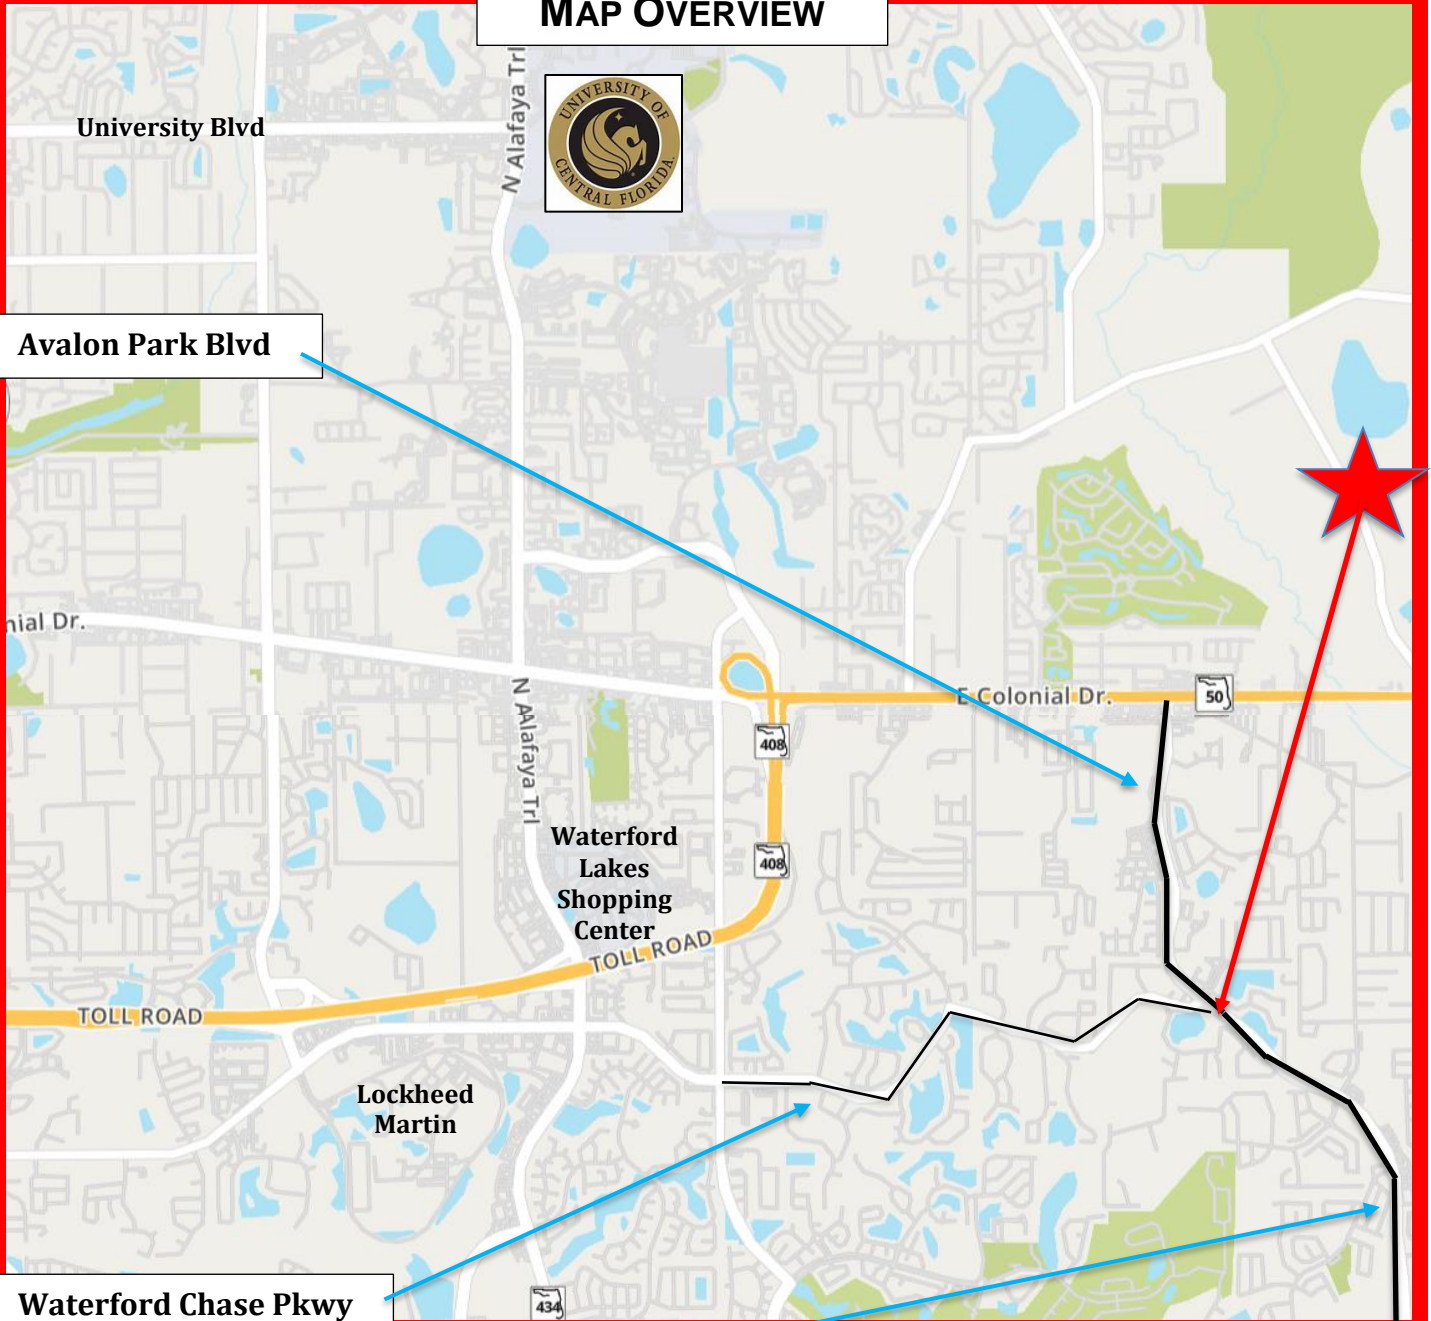 MAP OVERVIEW
University Blvd
N Alafaya Trl
UNIVERSITY OF
CENTRAL FLORIDA
Avalon Park Blvd
nial Dr.
E Colonial Dr.
50
N AAlafaya Trl
408
408
Waterford
Lakes
Shopping
Center
TOLL ROAD
TOLL ROAD
Lockheed
Martin
Waterford Chase Pkwy
434